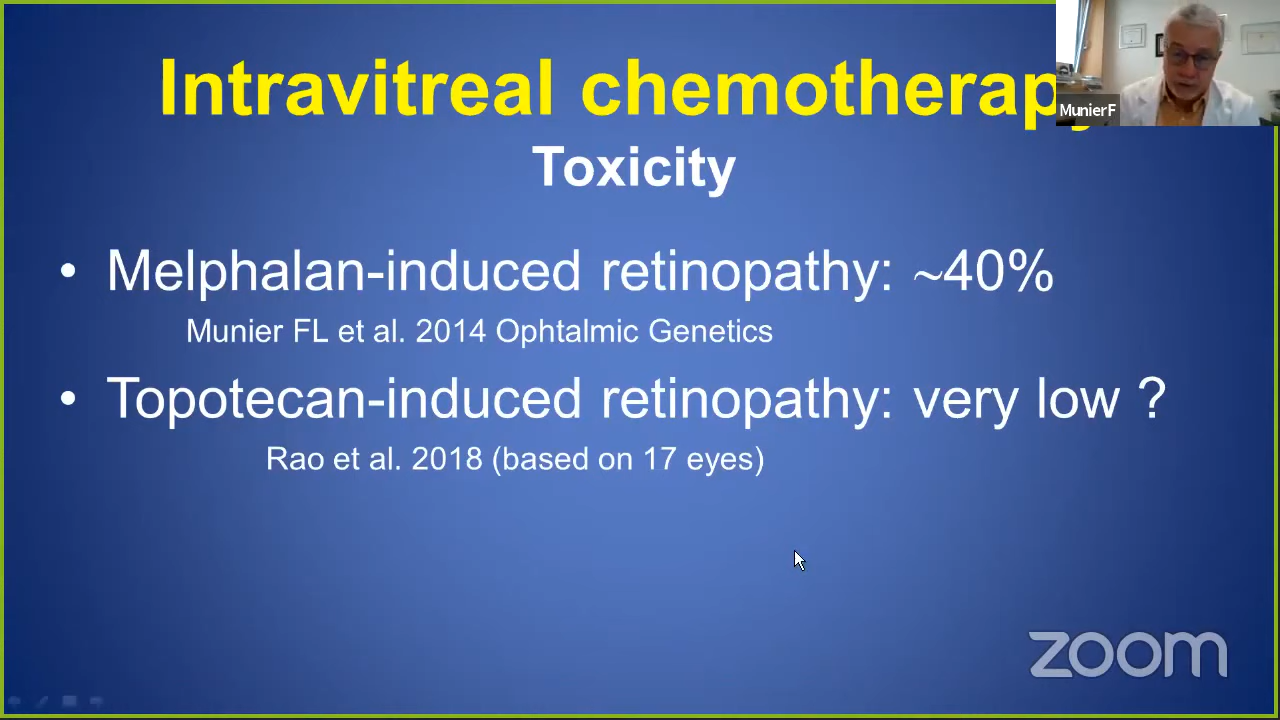 Intravitreal chemotherapy
MunierF
Toxicity
• Melphalan-induced retinopathy: ~40%
Munier FL et al. 2014 Ophtalmic Genetics
• Topotecan-induced retinopathy: very low ?
Rao et al. 2018 (based on 17 eyes)
zoom